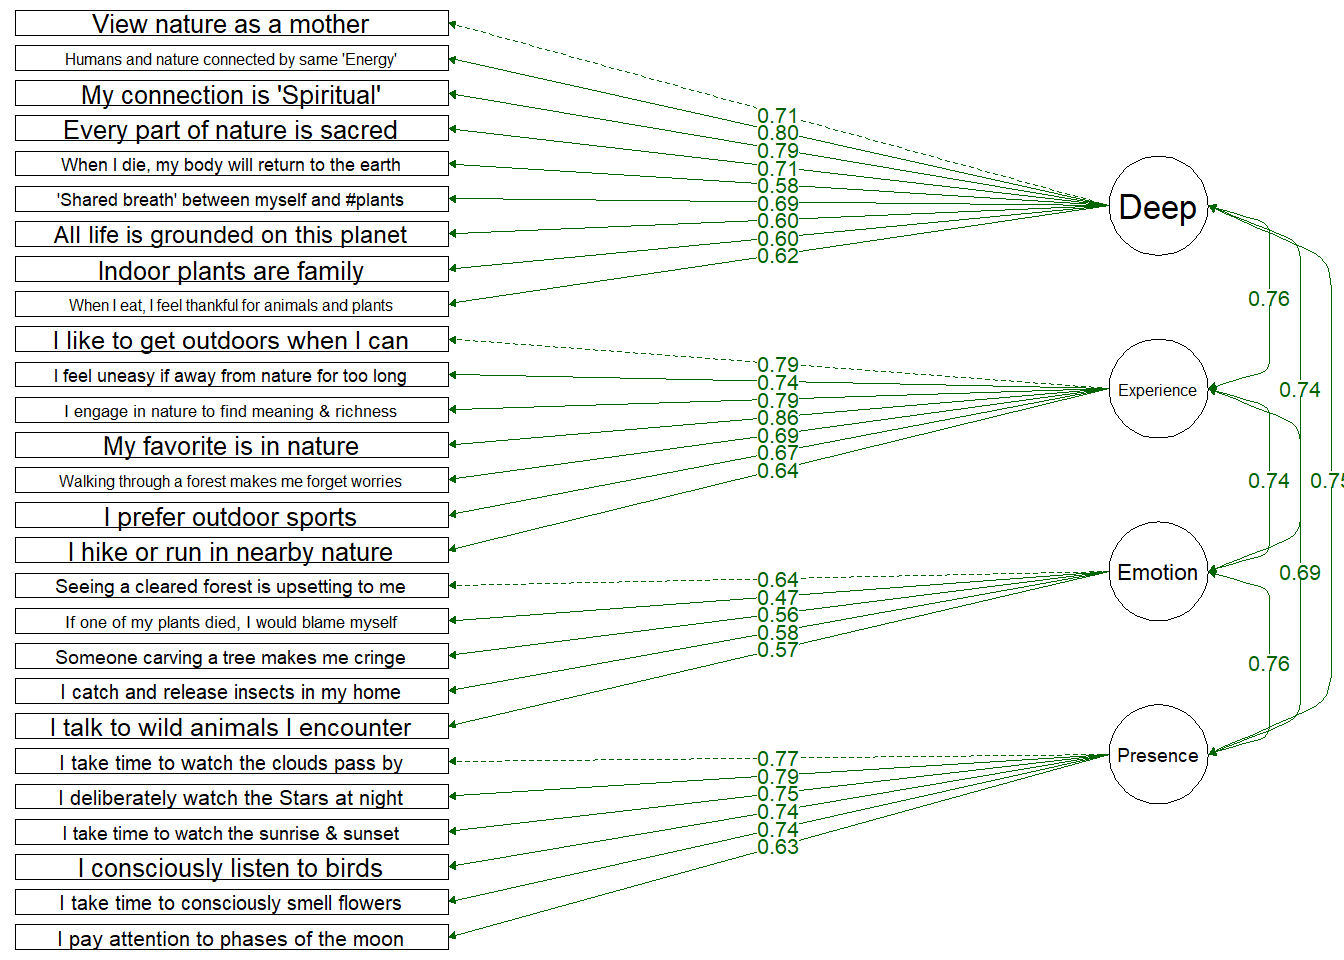 View nature as a mother
Humans and nature connected by same 'Energy'
My connection is 'Spiritual'
Every part of nature is sacred
When I die, my body will return to the earth
'Shared breath' between myself and #plants
All life is grounded on this planet
Indoor plants are family
When I eat, I feel thankful for animals and plants
I like to get outdoors when I can
I feel uneasy if away from nature for too long
I engage in nature to find meaning & richness
My favorite is in nature
Walking through a forest makes me forget worries
I prefer outdoor sports
I hike or run in nearby nature
Seeing a cleared forest is upsetting to me
If one of my plants died, I would blame myself
Someone carving a tree makes me cringe
I catch and release insects in my home
I talk to wild animals I encounter
I take time to watch the clouds pass by
I deliberately watch the Stars at night
I take time to watch the sunrise & sunset
I consciously listen to birds
I take time to consciously smell flowers
I pay attention to phases of the moon
0.71
0.80
0.79
0.71
0.58
0.69
0.60
0.60
0.62
0.79
0.74
0.79
0.86
0.69
0.67
0.64
0.64
0.47
0.56
0.58
0.57
0.77
0.79
0.75
0.74
0.74
0.63
Deep
Experience
Emotion
Presence
0.76
0.74
0.74
0.69
0.76